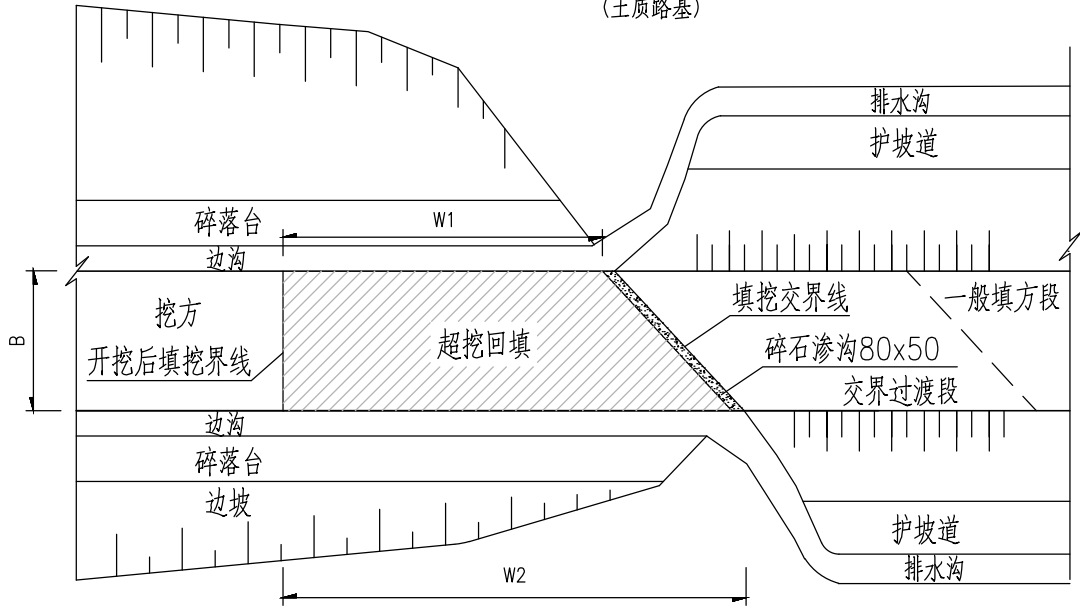 (土质路基)
排水沟
护坡道
碎落台
W1
边沟
挖方
开挖后填挖界线
B
超挖回填
填挖交界线
一般填方段
碎石渗沟80x50
交界过渡段
边沟
碎落台
边坡
护坡道
排水沟
W2